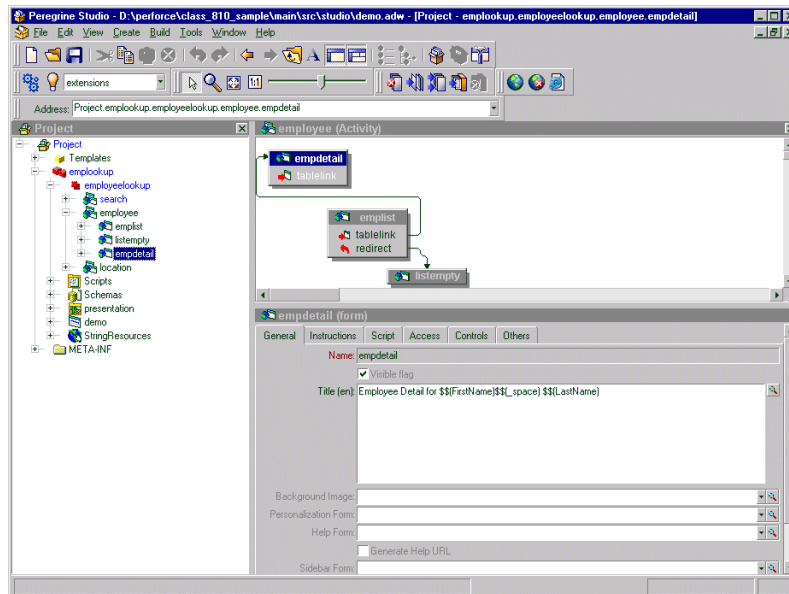 Peregrine Studio - D:\perforce\class_810_sample\main\src\studio\demo.adw - [Project - emplookup.employeelookup.employee.empdetail]
File Edit View Create Build Tools Window Help
extensions
Address: Project.emplookup.employeelookup.employee.empdetail
Project
Project
Templates
emplookup
employeelookup
search
employee
emplist
listempty
empdetail
location
Scripts
Schemas
presentation
demo
StringResources
META-INF
employee (Activity)
empdetail
tablelink
emplist
tablelink
redirect
listempty
empdetail (form)
General Instructions Script Access Controls Others
Name: empdetail
Visible flag
Title (en): Employee Detail for $$(FirstName)$$(_space) $$(LastName)
Background Image:
Personalization Form:
Help Form:
Generate Help URL
Sidebar Form: